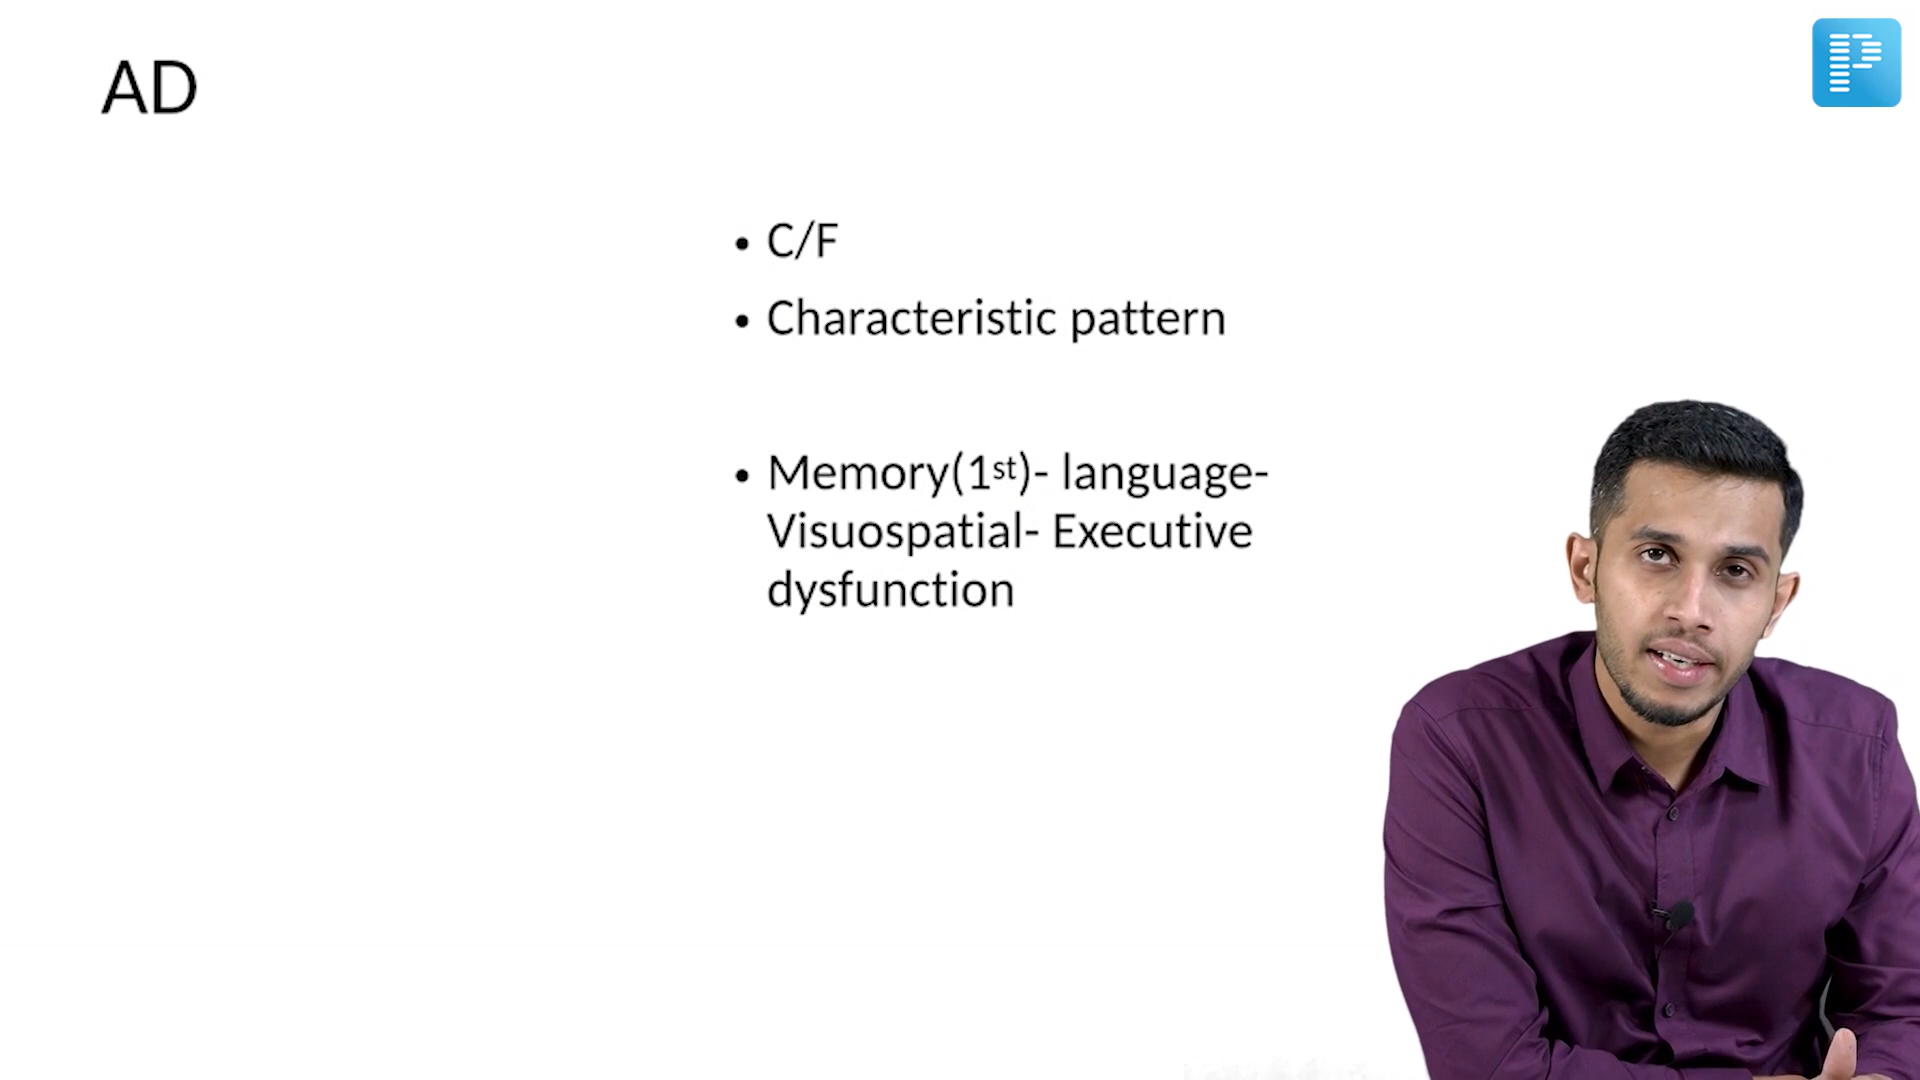 AD
• C/F
• Characteristic pattern
• Memory(1st)- language-
Visuospatial- Executive
dysfunction